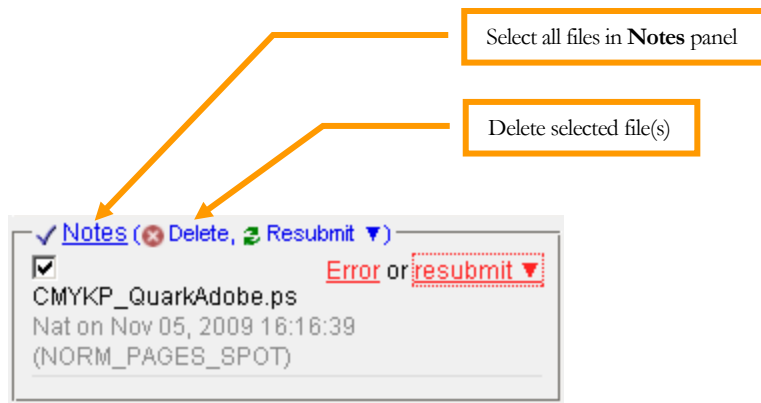 Select all files in Notes panel
Delete selected file(s)
Notes (Delete, Resubmit ▼)
Error or resubmit ▼
CMYKP_QuarkAdobe.ps
Nat on Nov 05, 2009 16:16:39
(NORM_PAGES_SPOT)